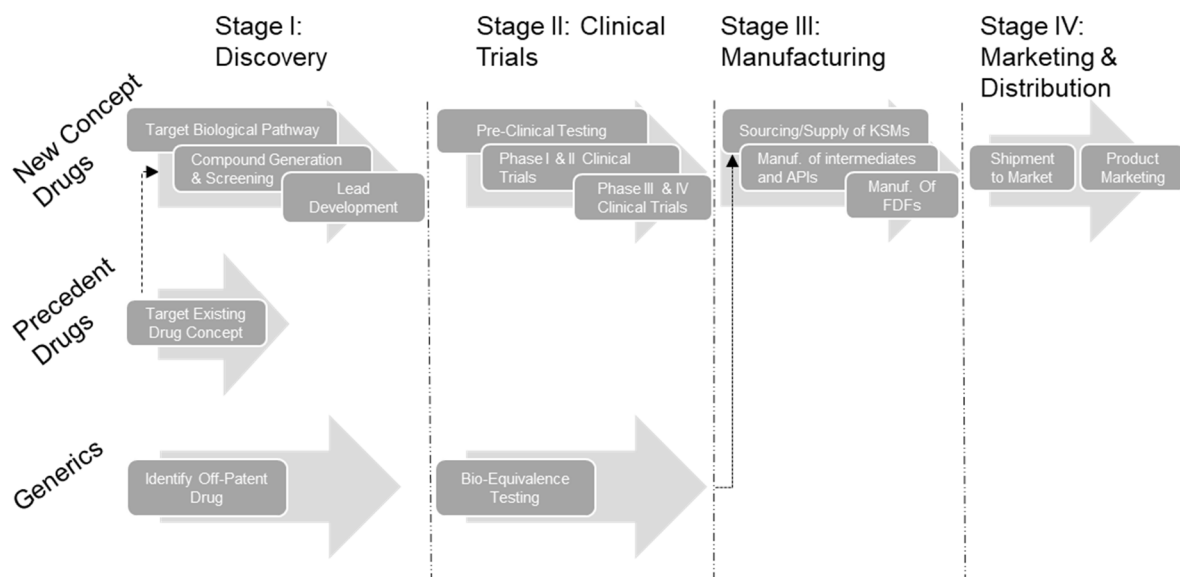 Stage I:
Discovery
Stage II: Clinical
Trials
Stage III:
Manufacturing
Stage IV:
Marketing &
Distribution
New Concept
Drugs
Target Biological Pathway
Compound Generation
& Screening
Lead
Development
Pre-Clinical Testing
Phase I & II Clinical
Trials
Phase III & IV
Clinical Trials
Sourcing/Supply of KSMs
Manuf. of intermediates
and APIs
Manuf. Of
FDFs
Shipment
to Market
Product
Marketing
Precedent
Drugs
Target Existing
Drug Concept
Generics
Identify Off-Patent
Drug
Bio-Equivalence
Testing